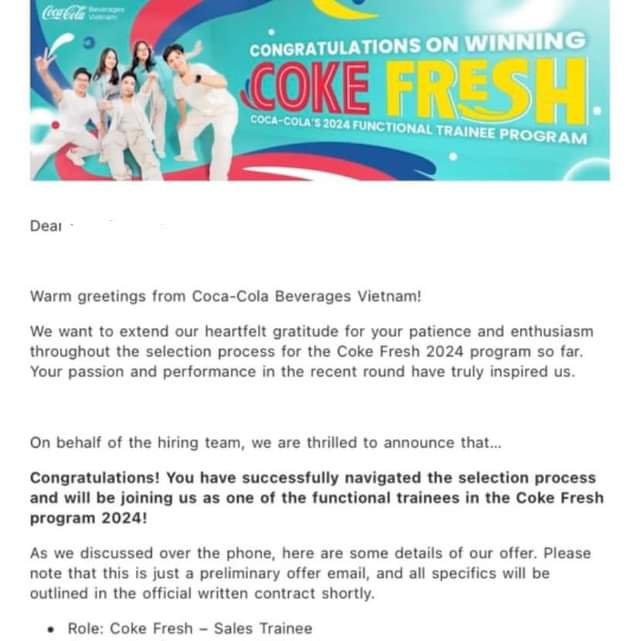 Coca-Cola Beverages
Vietnam
CONGRATULATIONS ON WINNING
COKE FRESH
COCA-COLA'S 2024 FUNCTIONAL TRAINEE PROGRAM
Dear
Warm greetings from Coca-Cola Beverages Vietnam!
We want to extend our heartfelt gratitude for your patience and enthusiasm
throughout the selection process for the Coke Fresh 2024 program so far.
Your passion and performance in the recent round have truly inspired us.
On behalf of the hiring team, we are thrilled to announce that...
Congratulations! You have successfully navigated the selection process
and will be joining us as one of the functional trainees in the Coke Fresh
program 2024!
As we discussed over the phone, here are some details of our offer. Please
note that this is just a preliminary offer email, and all specifics will be
outlined in the official written contract shortly.
• Role: Coke Fresh – Sales Trainee